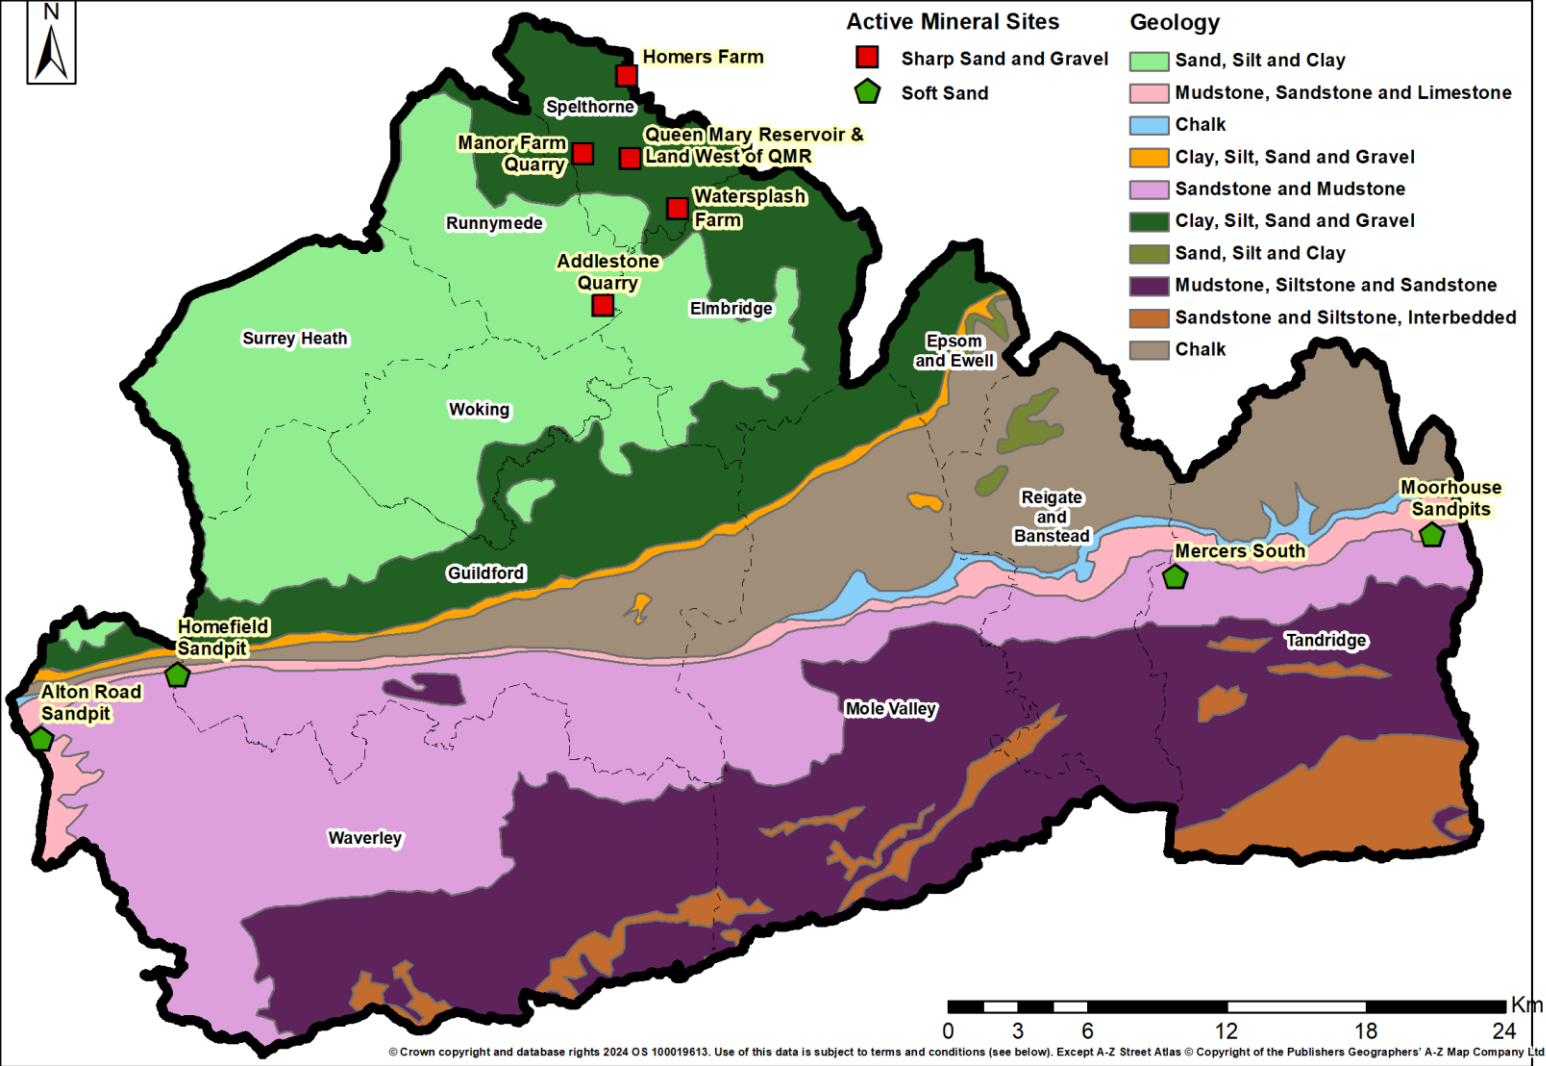 N
Active Mineral Sites
Sharp Sand and Gravel
Soft Sand
Geology
Sand, Silt and Clay
Mudstone, Sandstone and Limestone
Chalk
Clay, Silt, Sand and Gravel
Sandstone and Mudstone
Clay, Silt, Sand and Gravel
Sand, Silt and Clay
Mudstone, Siltstone and Sandstone
Sandstone and Siltstone, Interbedded
Chalk
Homers Farm
Spelthorne
Manor Farm
Quarry
Queen Mary Reservoir &
Land West of QMR
Watersplash
Farm
Runnymede
Addlestone
Quarry
Elmbridge
Surrey Heath
Epsom
and Ewell
Woking
Reigate
and
Banstead
Moorhouse
Sandpits
Mercers South
Guildford
Homefield
Sandpit
Tandridge
Alton Road
Sandpit
Mole Valley
Waverley
Km
0 3 6 12 18 24
© Crown copyright and database rights 2024 OS 100019613. Use of this data is subject to terms and conditions (see below). Except A-Z Street Atlas © Copyright of the Publishers Geographers' A-Z Map Company Ltd